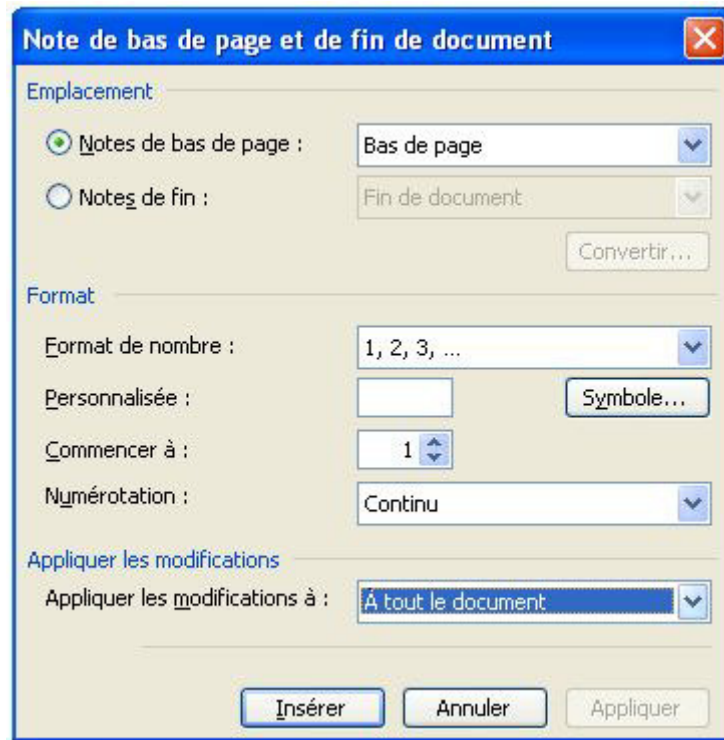 Note de bas de page et de fin de document
Emplacement
Notes de bas de page : Bas de page
Notes de fin : Fin de document
Convertir...
Format
Format de nombre : 1, 2, 3, ...
Personnalisée : Symbole...
Commencer à : 1
Numérotation : Continu
Appliquer les modifications
Appliquer les modifications à : À tout le document
Insérer Annuler Appliquer